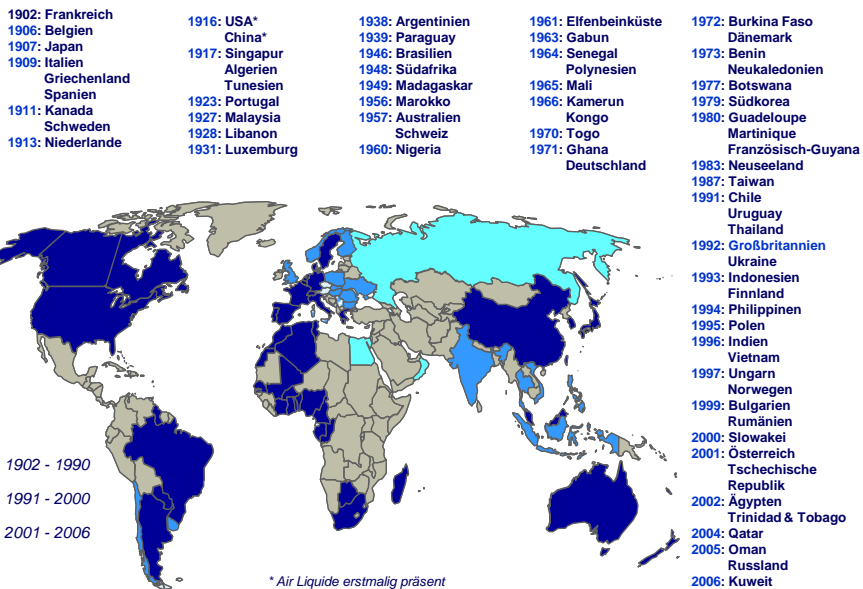 1902: Frankreich
1906: Belgien
1907: Japan
1909: Italien
Griechenland
Spanien
1911: Kanada
Schweden
1913: Niederlande
1916: USA*
China*
1917: Singapur
Algerien
Tunesien
1923: Portugal
1927: Malaysia
1928: Libanon
1931: Luxemburg
1938: Argentinien
1939: Paraguay
1946: Brasilien
1948: Südafrika
1949: Madagaskar
1956: Marokko
1957: Australien
Schweiz
1960: Nigeria
1961: Elfenbeinküste
1963: Gabun
1964: Senegal
Polynesien
1965: Mali
1966: Kamerun
Kongo
1970: Togo
1971: Ghana
Deutschland
1972: Burkina Faso
Dänemark
1973: Benin
Neukaledonien
1977: Botswana
1979: Südkorea
1980: Guadeloupe
Martinique
Französisch-Guyana
1983: Neuseeland
1987: Taiwan
1991: Chile
Uruguay
Thailand
1992: Großbritannien
Ukraine
1993: Indonesien
Finnland
1994: Philippinen
1995: Polen
1996: Indien
Vietnam
1997: Ungarn
Norwegen
1999: Bulgarien
Rumänien
2000: Slowakei
2001: Österreich
Tschechische
Republik
2002: Ägypten
Trinidad & Tobago
2004: Qatar
2005: Oman
Russland
2006: Kuweit
1902 - 1990
1991 - 2000
2001 - 2006
* Air Liquide erstmalig präsent